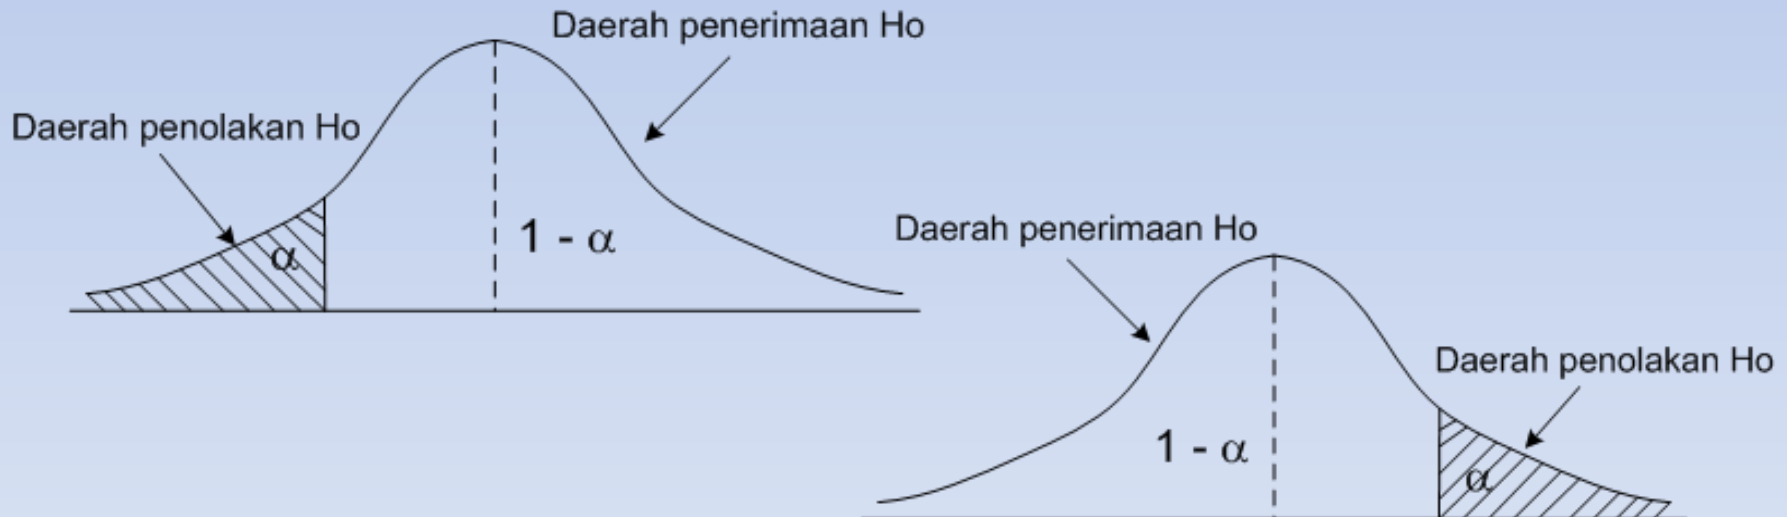 Daerah penerimaan Ho
Daerah penolakan Ho
α
1 - α
Daerah penerimaan Ho
Daerah penolakan Ho
1 - α
α